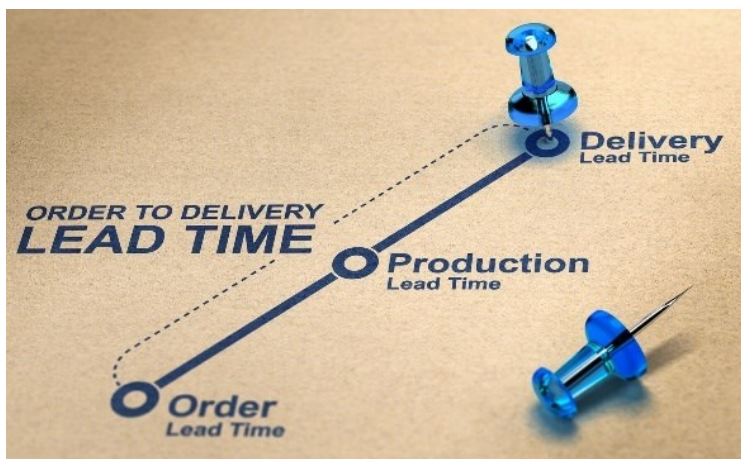 ORDER TO DELIVERY
LEAD TIME
Delivery
Lead Time
Production
Lead Time
Order
Lead Time